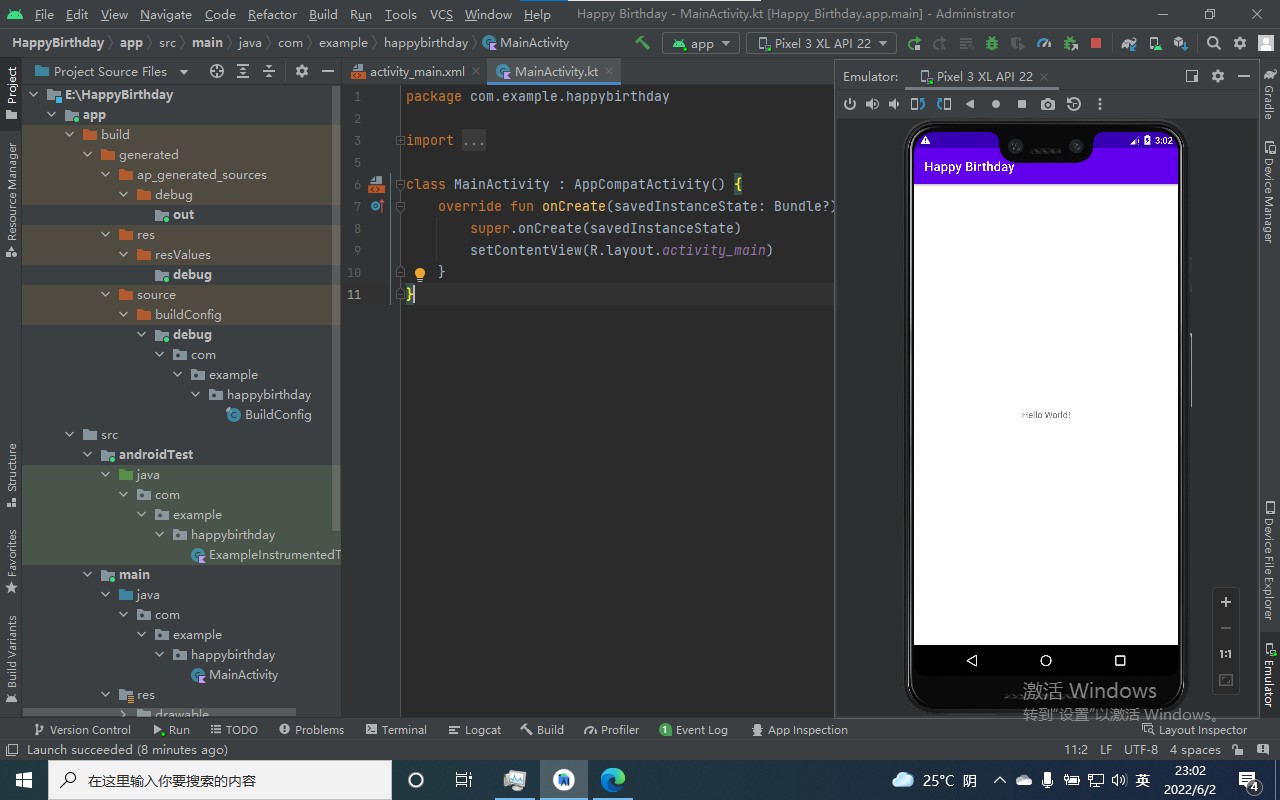 File Edit View Navigate Code Refactor Build Run Tools VCS Window Help Happy Birthday - MainActivity.kt [Happy_Birthday.app.main] - Administrator
HappyBirthday app src main java com example happybirthday MainActivity app Pixel 3 XL API 22
Project Source Files
activity_main.xml MainActivity.kt
Emulator: Pixel 3 XL API 22
Project
Resource Manager
Structure
Favorites
Build Variants
E:\HappyBirthday
app
build
generated
ap_generated_sources
debug
out
res
resValues
debug
source
buildConfig
debug
com
example
happybirthday
BuildConfig
src
androidTest
java
com
example
happybirthday
ExampleInstrumentedT
main
java
com
example
happybirthday
MainActivity
res
drawable
1 package com.example.happybirthday
2
3 import ...
5
6 class MainActivity : AppCompatActivity() {
7 override fun onCreate(savedInstanceState: Bundle?)
8 super.onCreate(savedInstanceState)
9 setContentView(R.layout.activity_main)
10 }
11 }
3:02
Happy Birthday
Hello World!
1:1
激活 Windows
转到"设置"以激活 Windows。
Gradle
Device Manager
Device File Explorer
Emulator
Version Control Run TODO Problems Terminal Logcat Build Profiler 1 Event Log App Inspection Layout Inspector
Launch succeeded (8 minutes ago) 11:2 LF UTF-8 4 spaces
在这里输入你要搜索的内容
25°C 阴
英
23:02
2022/6/2
4